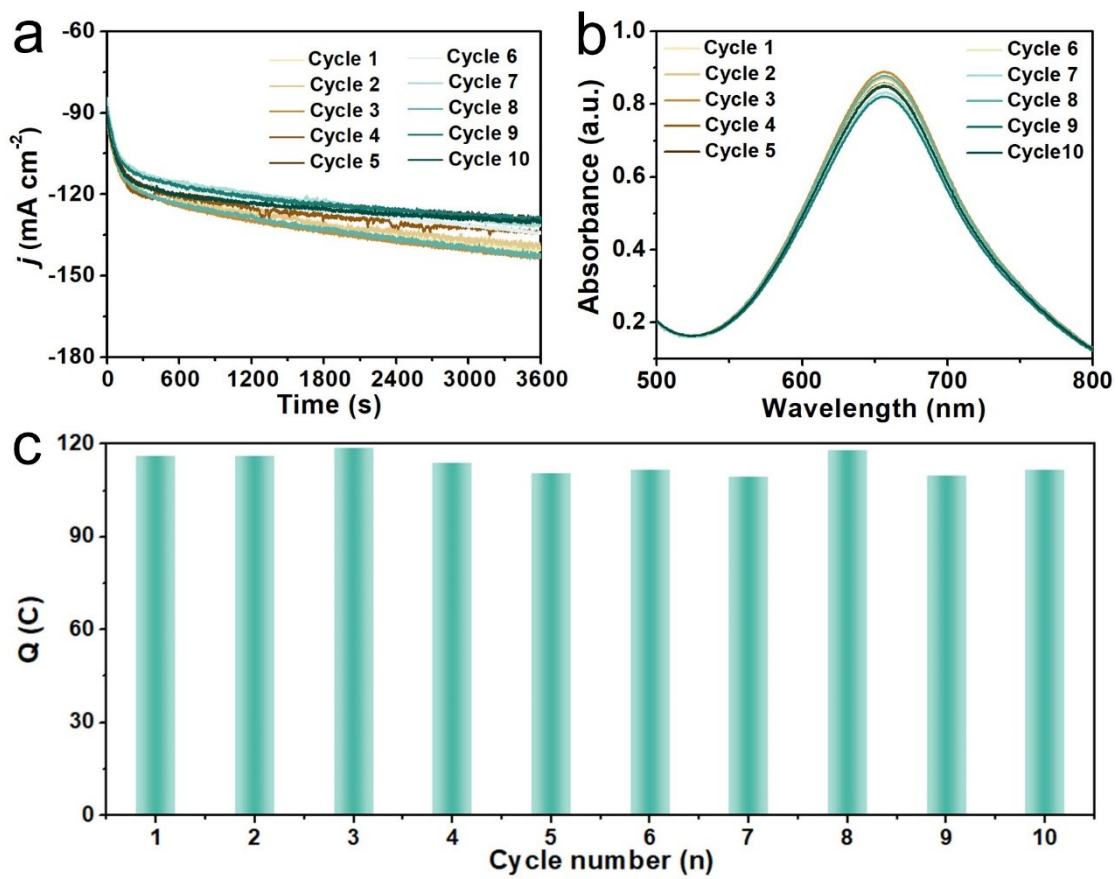 a
-60
-90
-120
-150
-180
j (mA cm⁻²)
Cycle 1
Cycle 2
Cycle 3
Cycle 4
Cycle 5
Cycle 6
Cycle 7
Cycle 8
Cycle 9
Cycle 10
0 600 1200 1800 2400 3000 3600
Time (s)
b
1.0
0.8
0.6
0.4
0.2
Absorbance (a.u.)
Cycle 1
Cycle 2
Cycle 3
Cycle 4
Cycle 5
Cycle 6
Cycle 7
Cycle 8
Cycle 9
Cycle10
500 600 700 800
Wavelength (nm)
c
120
90
60
30
0
Q (C)
1 2 3 4 5 6 7 8 9 10
Cycle number (n)